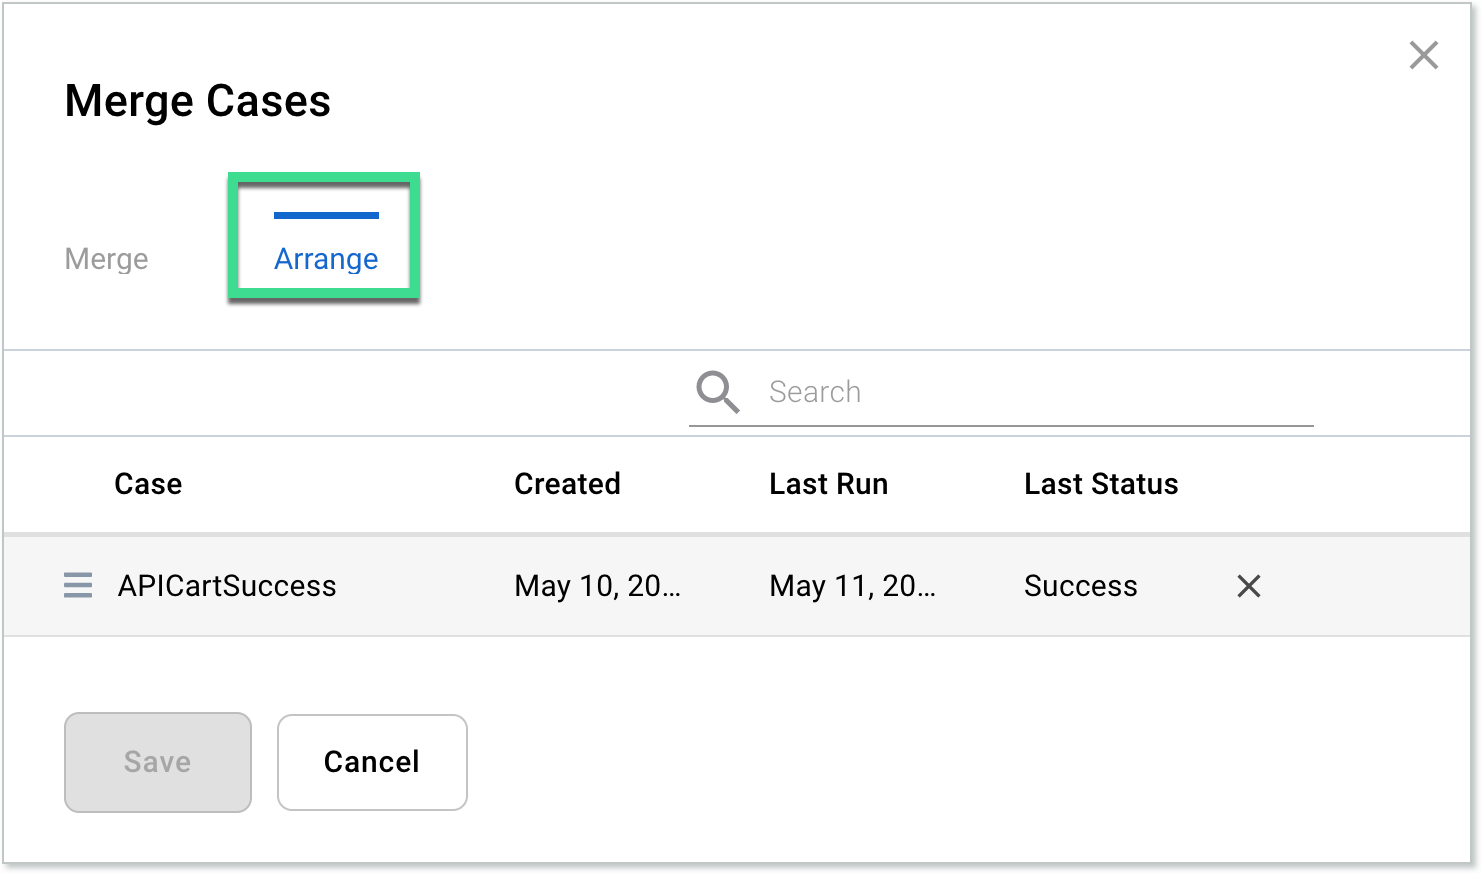 Merge Cases
Merge Arrange
Search
Case Created Last Run Last Status
APICartSuccess May 10, 20... May 11, 20... Success
Save Cancel